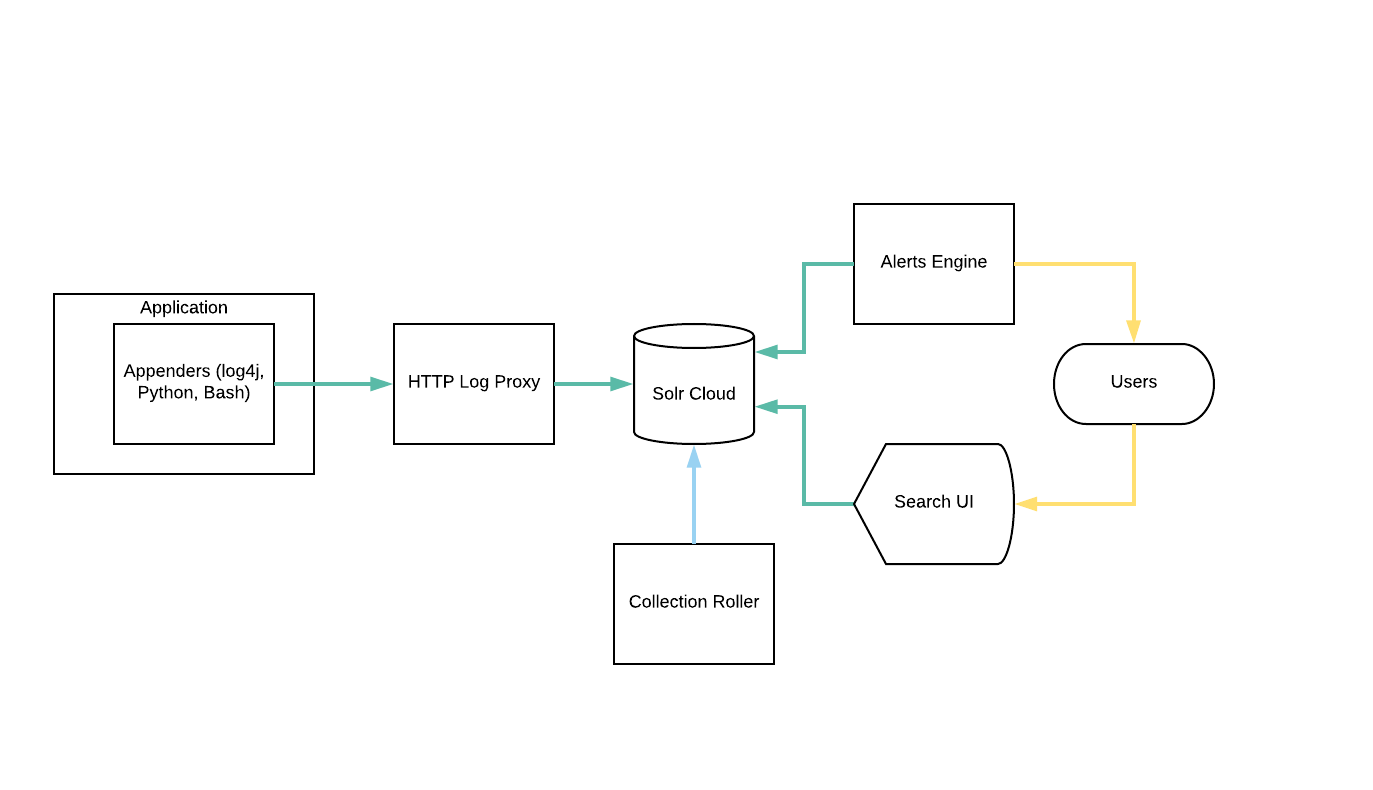 Application
Appenders (log4j,
Python, Bash)
HTTP Log Proxy
Solr Cloud
Collection Roller
Alerts Engine
Users
Search UI